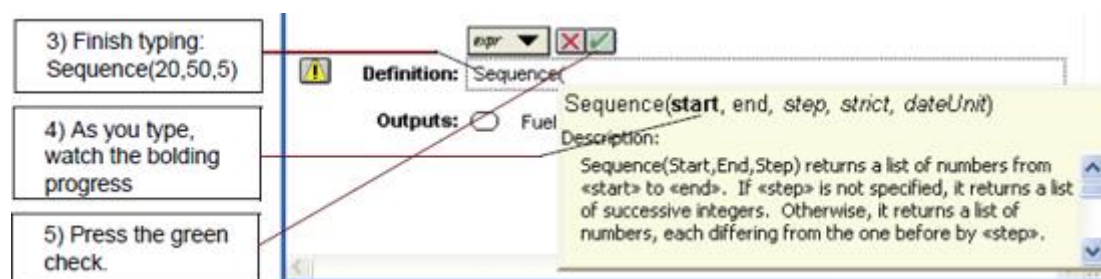 3) Finish typing:
Sequence(20,50,5)
4) As you type,
watch the bolding
progress
5) Press the green
check.
expr
Definition: Sequence(
Outputs: Fuel
Sequence(start, end, step, strict, dateUnit)
Description:
Sequence(Start,End,Step) returns a list of numbers from
«start» to «end». If «step» is not specified, it returns a list
of successive integers. Otherwise, it returns a list of
numbers, each differing from the one before by «step».